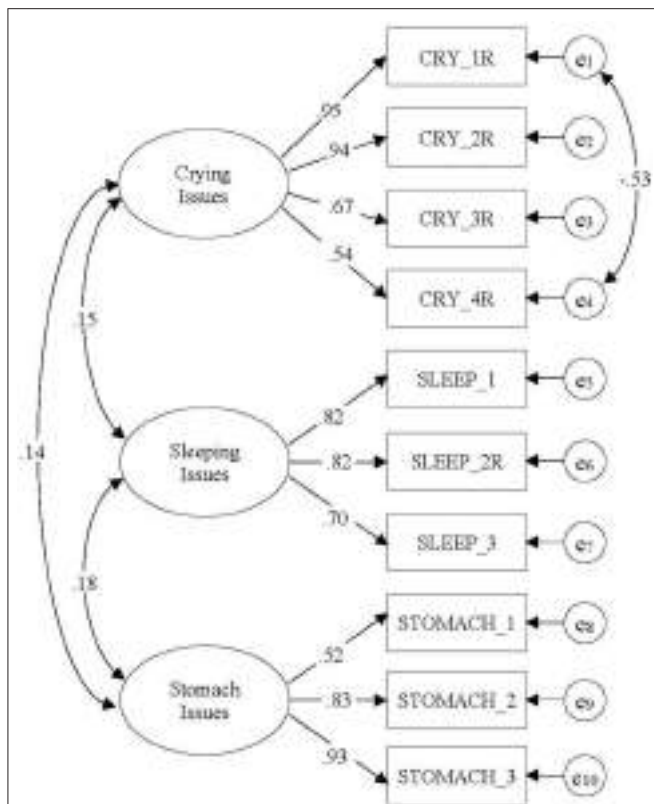 CRY_1R
e1
.95
CRY_2R
e2
.94
Crying
Issues
-.53
.67
CRY_3R
e3
.54
CRY_4R
e4
.15
SLEEP_1
e5
.82
.14
Sleeping
Issues
.82
SLEEP_2R
e6
.70
SLEEP_3
e7
.18
STOMACH_1
e8
.52
Stomach
Issues
.83
STOMACH_2
e9
.93
STOMACH_3
e10